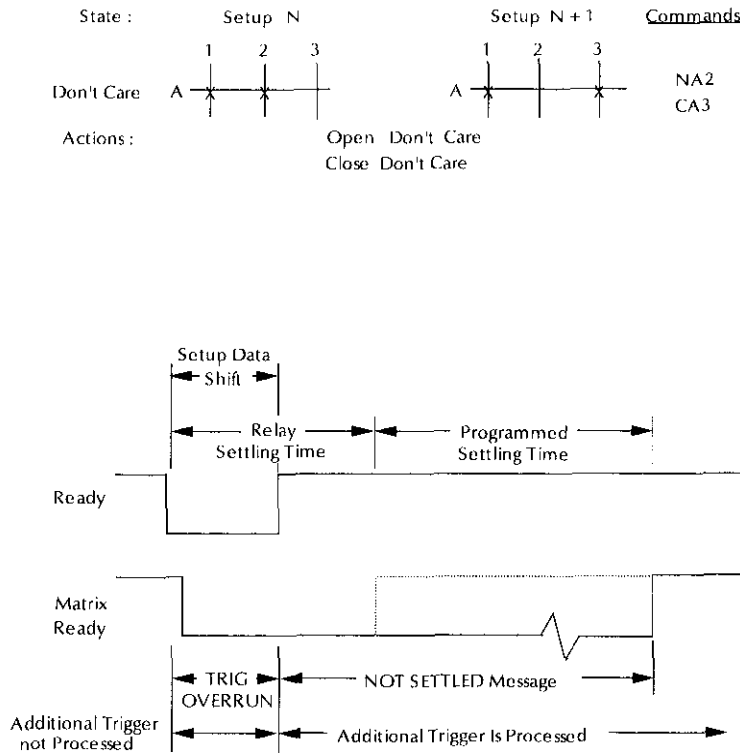 State : Setup N Setup N + 1 Commands
1 2 3 1 2 3
Don't Care A A NA2
CA3
Actions : Open Don't Care
Close Don't Care
Setup Data
Shift
Relay
Settling Time
Programmed
Settling Time
Ready
Matrix
Ready
TRIG
OVERRUN
NOT SETTLED Message
Additional Trigger
not Processed
Additional Trigger Is Processed